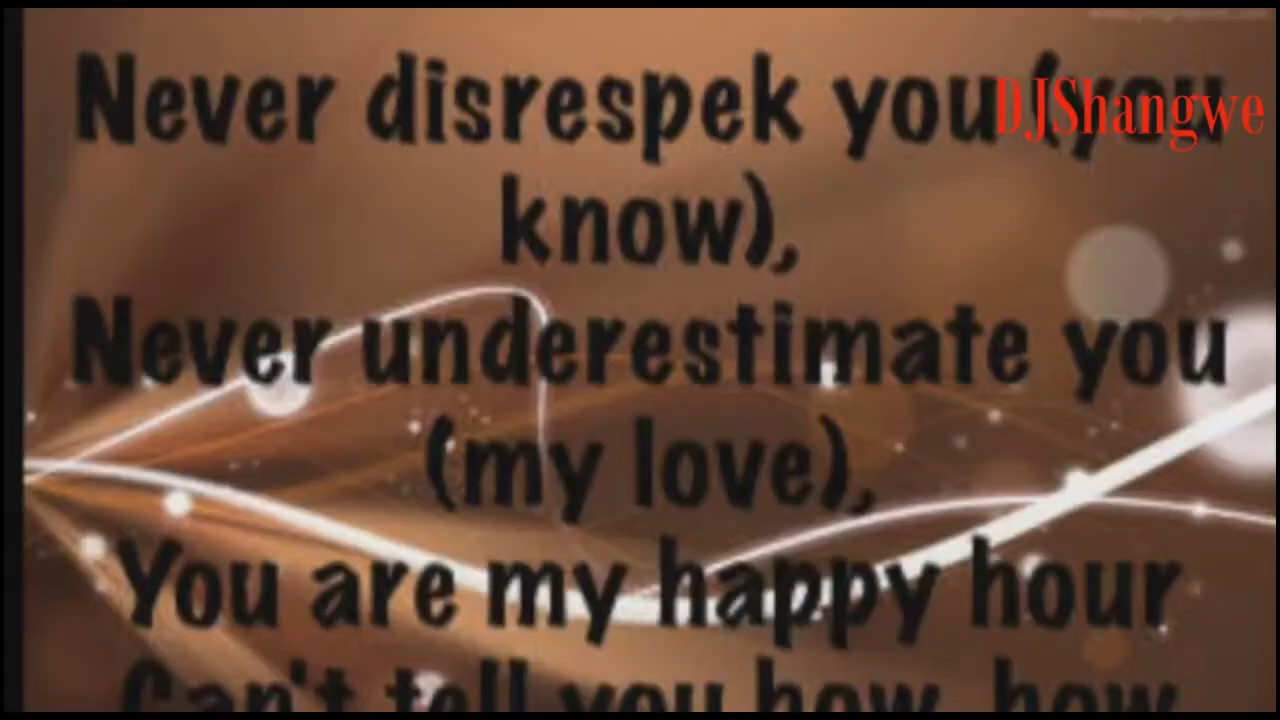 Never disrespek you(you
DJShangwe
know),
Never underestimate you
(my love),
You are my happy hour
Can't tell you how, how